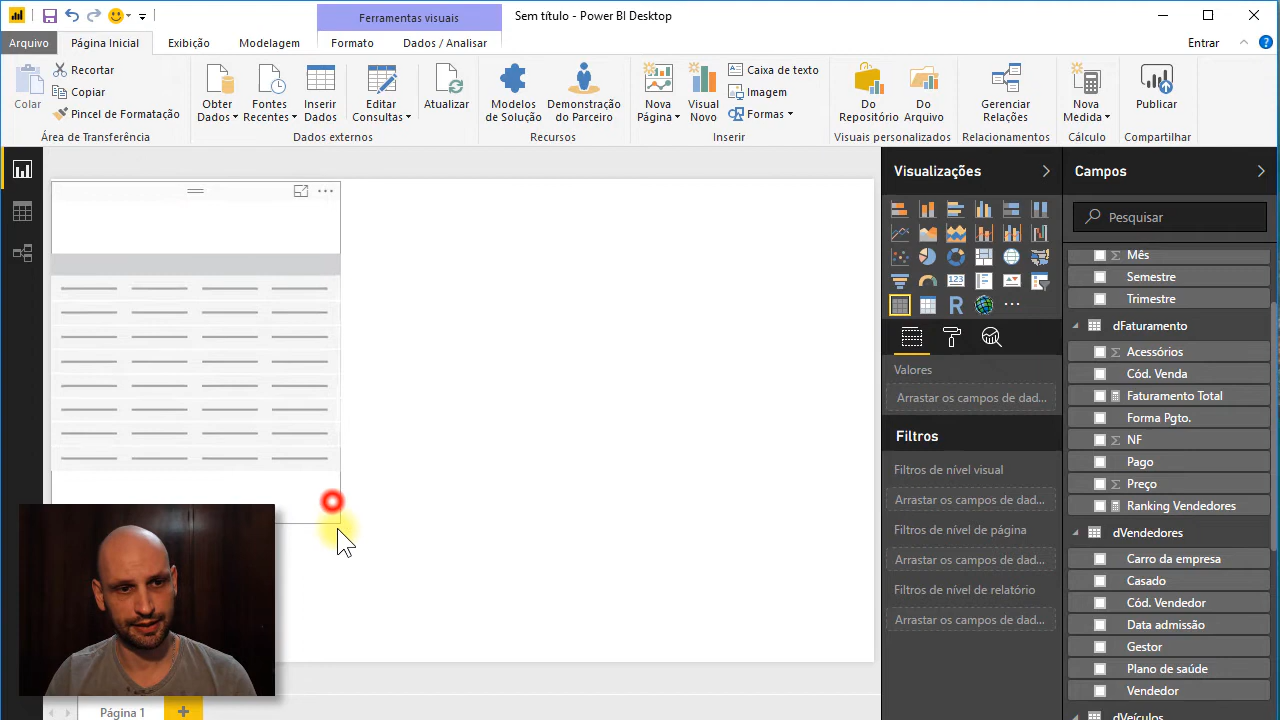 Ferramentas visuais
Sem título - Power BI Desktop
Arquivo
Página Inicial
Exibição
Modelagem
Formato
Dados / Analisar
Entrar
Colar
Recortar
Copiar
Pincel de Formatação
Obter Dados
Fontes Recentes
Inserir Dados
Editar Consultas
Atualizar
Modelos de Solução
Demonstração do Parceiro
Nova Página
Visual Novo
Caixa de texto
Imagem
Formas
Do Repositório
Do Arquivo
Gerenciar Relações
Nova Medida
Publicar
Área de Transferência
Dados externos
Recursos
Inserir
Visuais personalizados
Relacionamentos
Cálculo
Compartilhar
Visualizações
123
R
Valores
Arrastar os campos de dad...
Filtros
Filtros de nível visual
Arrastar os campos de dad...
Filtros de nível de página
Arrastar os campos de dad...
Filtros de nível de relatório
Arrastar os campos de dad...
Campos
Pesquisar
Σ Mês
Semestre
Trimestre
dFaturamento
Σ Acessórios
Cód. Venda
Faturamento Total
Forma Pgto.
Σ NF
Pago
Σ Preço
Ranking Vendedores
dVendedores
Carro da empresa
Casado
Cód. Vendedor
Data admissão
Gestor
Plano de saúde
Vendedor
dVeículos
Página 1